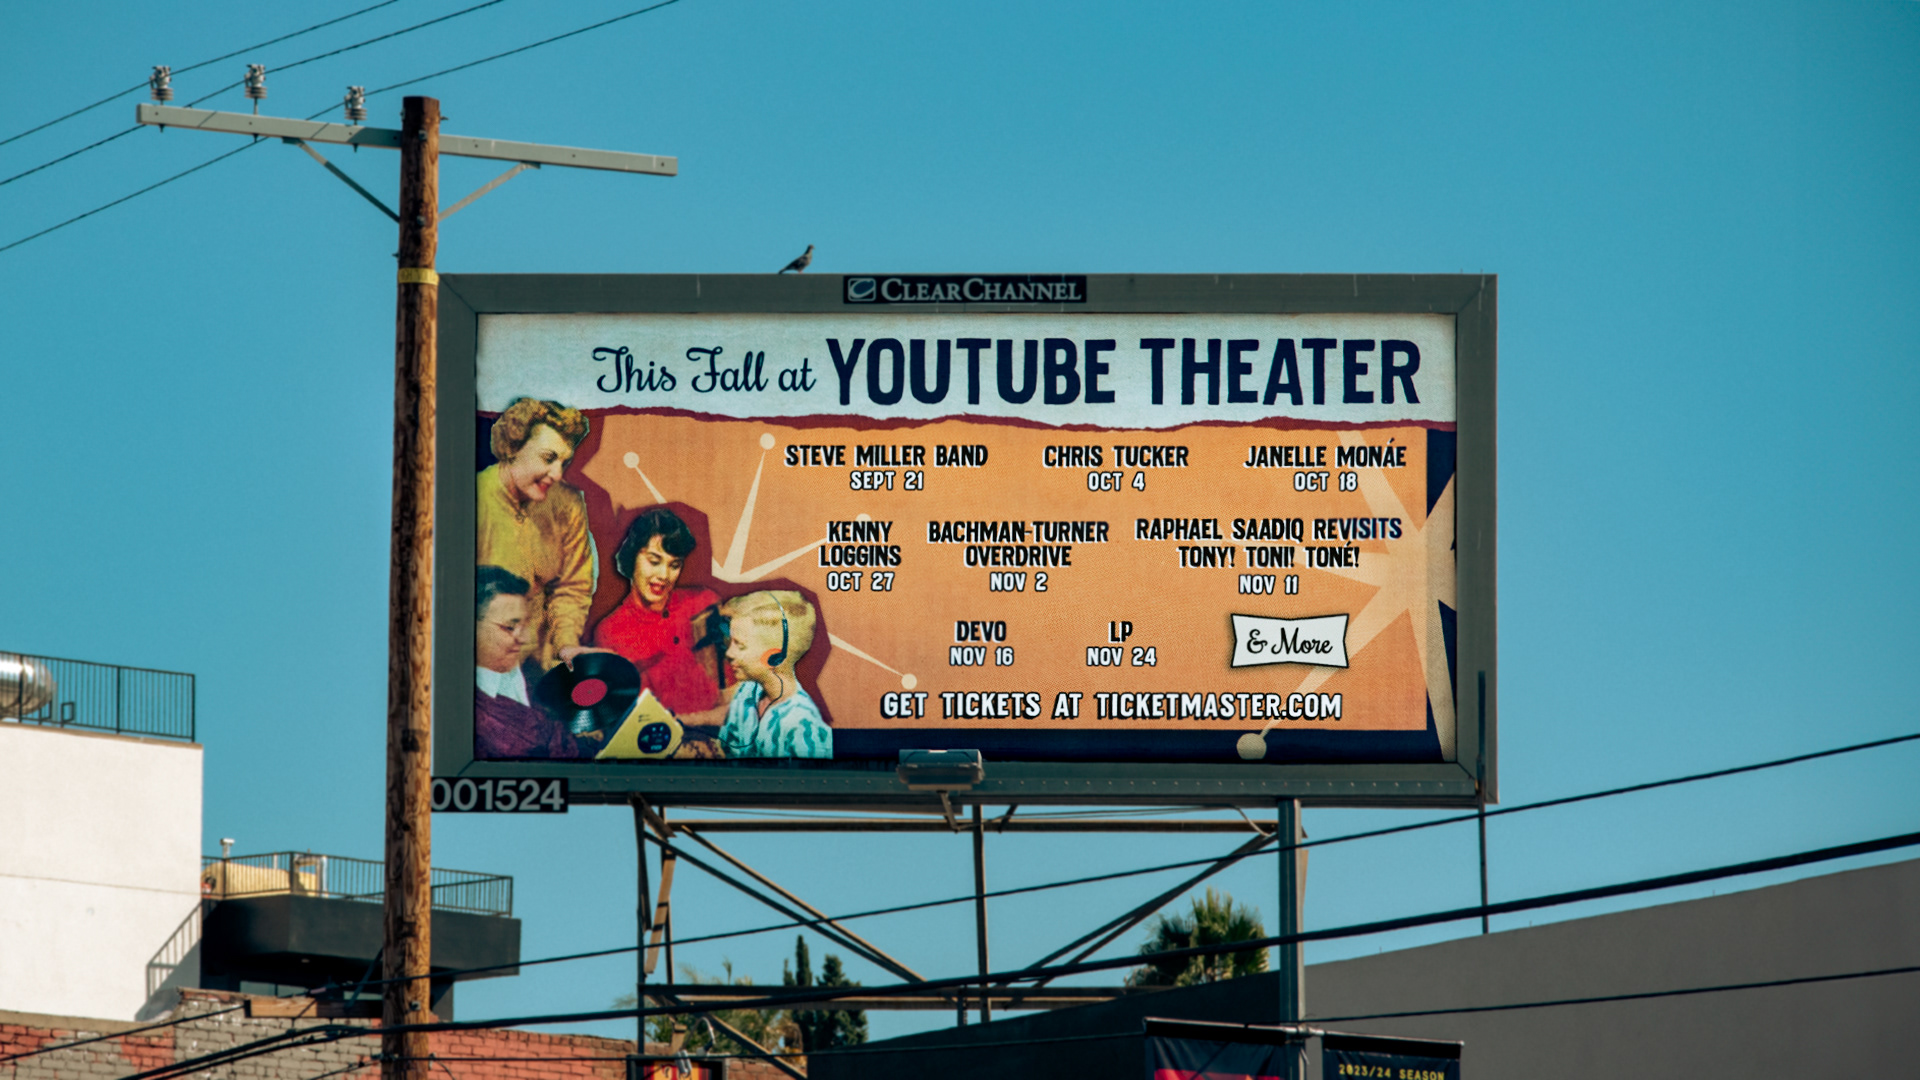 CLEARCHANNEL
This Fall at YOUTUBE THEATER
STEVE MILLER BAND
SEPT 21
CHRIS TUCKER
OCT 4
JANELLE MONÁE
OCT 18
KENNY
LOGGINS
OCT 27
BACHMAN-TURNER
OVERDRIVE
NOV 2
RAPHAEL SAADIQ REVISITS
TONY! TONI! TONÉ!
NOV 11
DEVO
NOV 16
LP
NOV 24
& More
GET TICKETS AT TICKETMASTER.COM
001524
2023/24 SEASON